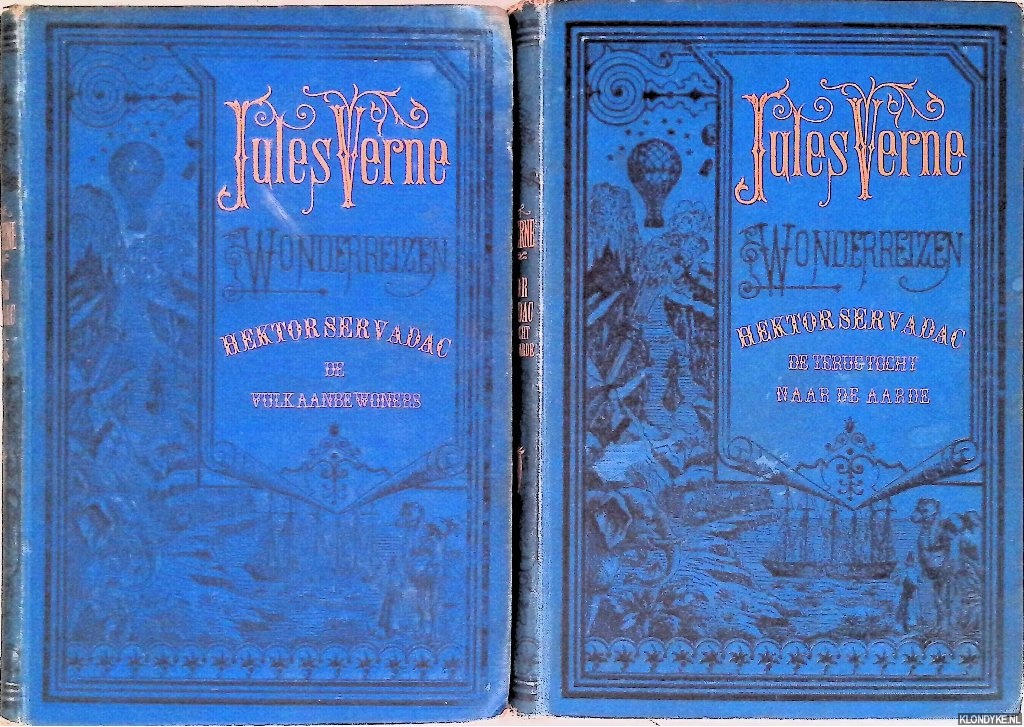 Jules Verne
WONDERREIZEN
HEKTOR SERVADAC
DE
VULKAANBEWONERS
Jules Verne
WONDERREIZEN
HEKTOR SERVADAC
DE TERUGTOCHT
NAAR DE AARDE
KLONDYKE.NL